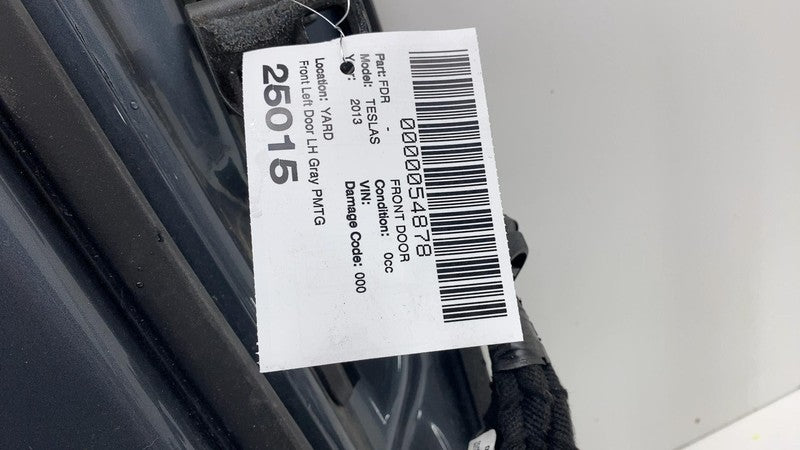 0000054878
Part: FDR - FRONT DOOR
Model: TESLAS Condition: 0cc
Year: 2013 VIN:
Damage Code: 000
Location: YARD
Front Left Door LH Gray PMTG
25015